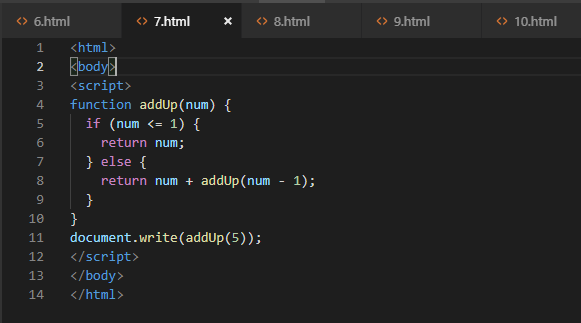 <> 6.html <> 7.html × <> 8.html <> 9.html <> 10.html
1 <html>
2 <body>
3 <script>
4 function addUp(num) {
5   if (num <= 1) {
6     return num;
7   } else {
8     return num + addUp(num - 1);
9   }
10 }
11 document.write(addUp(5));
12 </script>
13 </body>
14 </html>